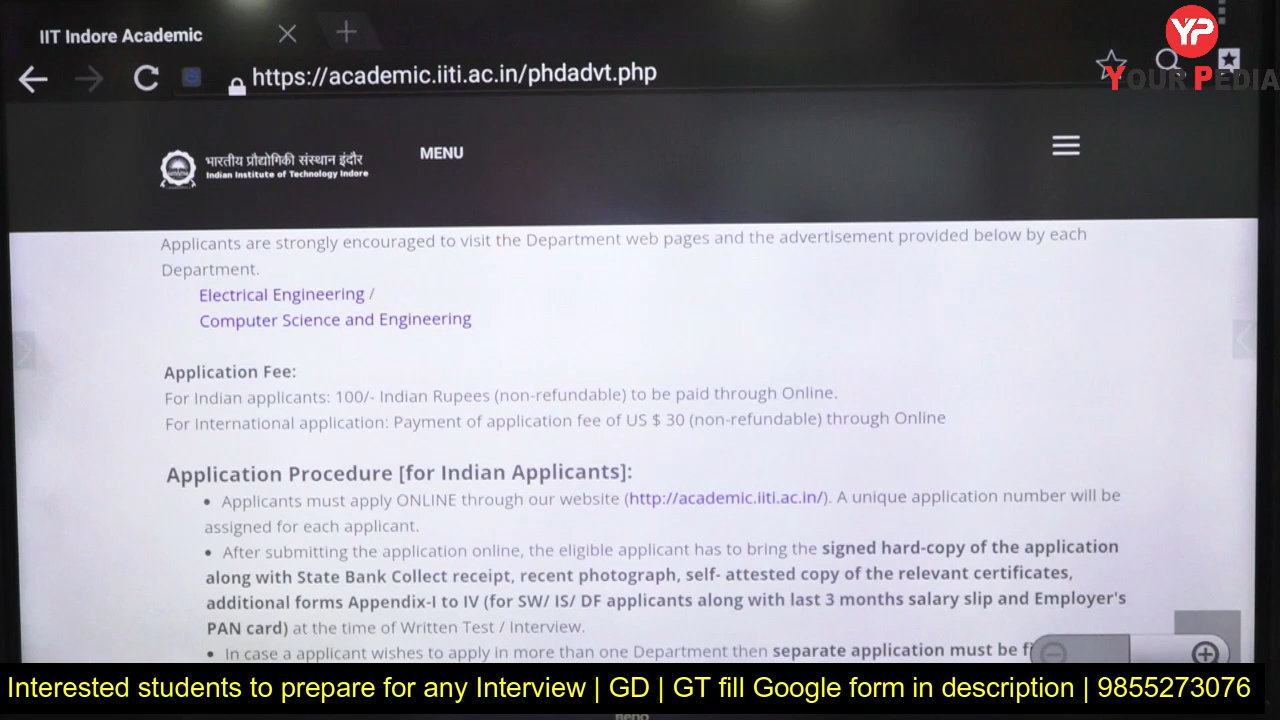 IIT Indore Academic
https://academic.iiti.ac.in/phdadvt.php
YP
YOUR PEDIA
भारतीय प्रौद्योगिकी संस्थान इंदौर
Indian Institute of Technology Indore
MENU
Applicants are strongly encouraged to visit the Department web pages and the advertisement provided below by each
Department.
Electrical Engineering /
Computer Science and Engineering
Application Fee:
For Indian applicants: 100/- Indian Rupees (non-refundable) to be paid through Online.
For International application: Payment of application fee of US $ 30 (non-refundable) through Online
Application Procedure [for Indian Applicants]:
• Applicants must apply ONLINE through our website (http://academic.iiti.ac.in/). A unique application number will be
assigned for each applicant.
• After submitting the application online, the eligible applicant has to bring the signed hard-copy of the application
along with State Bank Collect receipt, recent photograph, self- attested copy of the relevant certificates,
additional forms Appendix-I to IV (for SW/ IS/ DF applicants along with last 3 months salary slip and Employer's
PAN card) at the time of Written Test / Interview.
• In case a applicant wishes to apply in more than one Department then separate application must be
Interested students to prepare for any Interview | GD | GT fill Google form in description | 9855273076